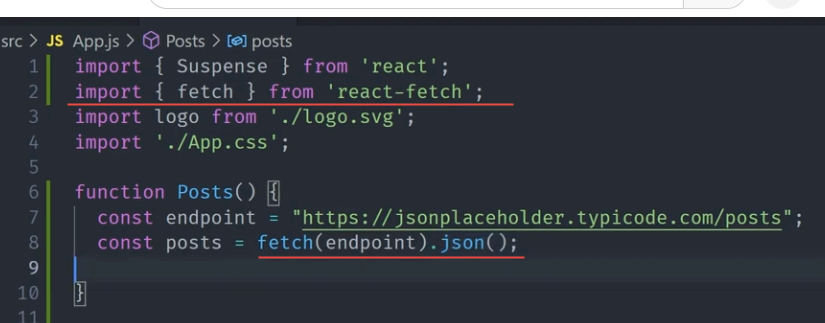 src > JS App.js > Posts > posts
1 import { Suspense } from 'react';
2 import { fetch } from 'react-fetch';
3 import logo from './logo.svg';
4 import './App.css';
5
6 function Posts() {
7 const endpoint = "https://jsonplaceholder.typicode.com/posts";
8 const posts = fetch(endpoint).json();
9
10 }
11